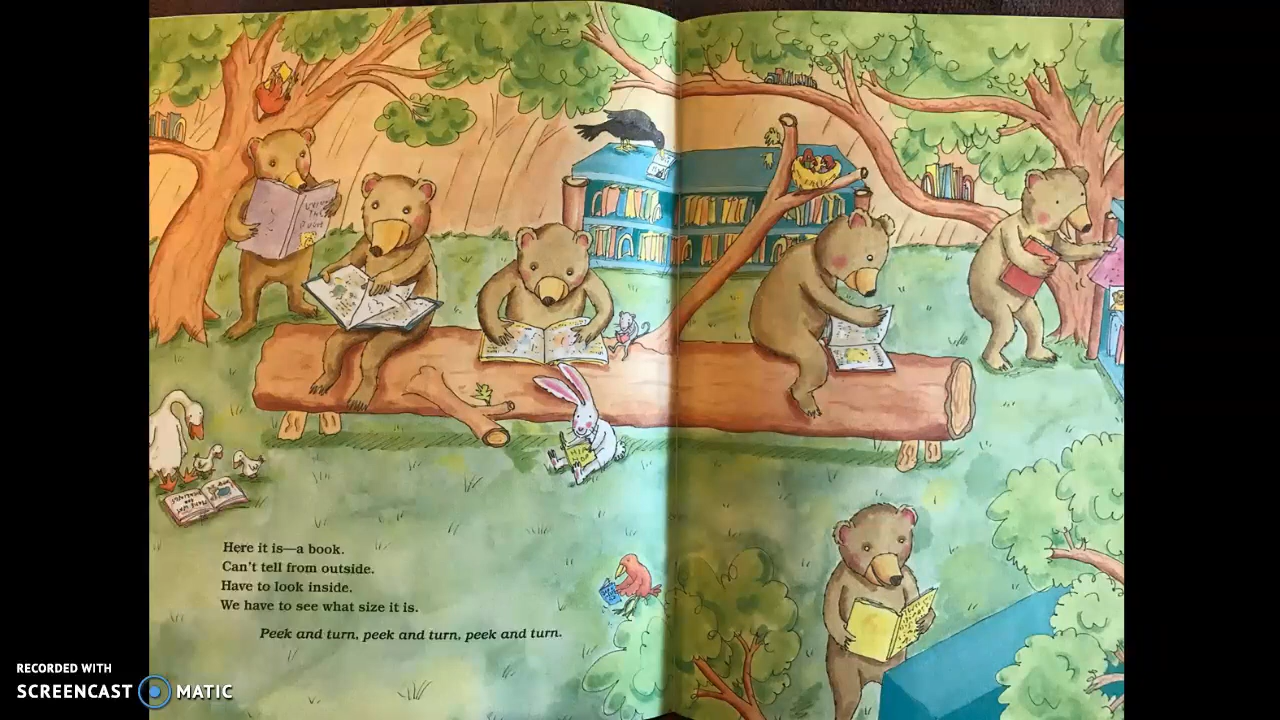 Here it is—a book.
Can't tell from outside.
Have to look inside.
We have to see what size it is.
Peek and turn, peek and turn, peek and turn.
RECORDED WITH
SCREENCAST MATIC